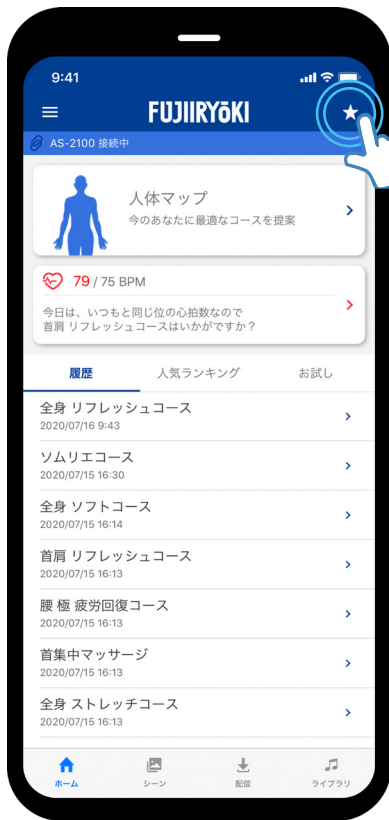 9:41
FUJIIRYōKI
AS-2100 接続中
人体マップ
今のあなたに最適なコースを提案
79 / 75 BPM
今日は、いつもと同じ位の心拍数なので
首肩 リフレッシュコースはいかがですか？
履歴 人気ランキング お試し
全身 リフレッシュコース
2020/07/16 9:43
ソムリエコース
2020/07/15 16:30
全身 ソフトコース
2020/07/15 16:14
首肩 リフレッシュコース
2020/07/15 16:13
腰 極 疲労回復コース
2020/07/15 16:13
首集中マッサージ
2020/07/15 16:13
全身 ストレッチコース
2020/07/15 16:13
ホーム シーン 配信 ライブラリ